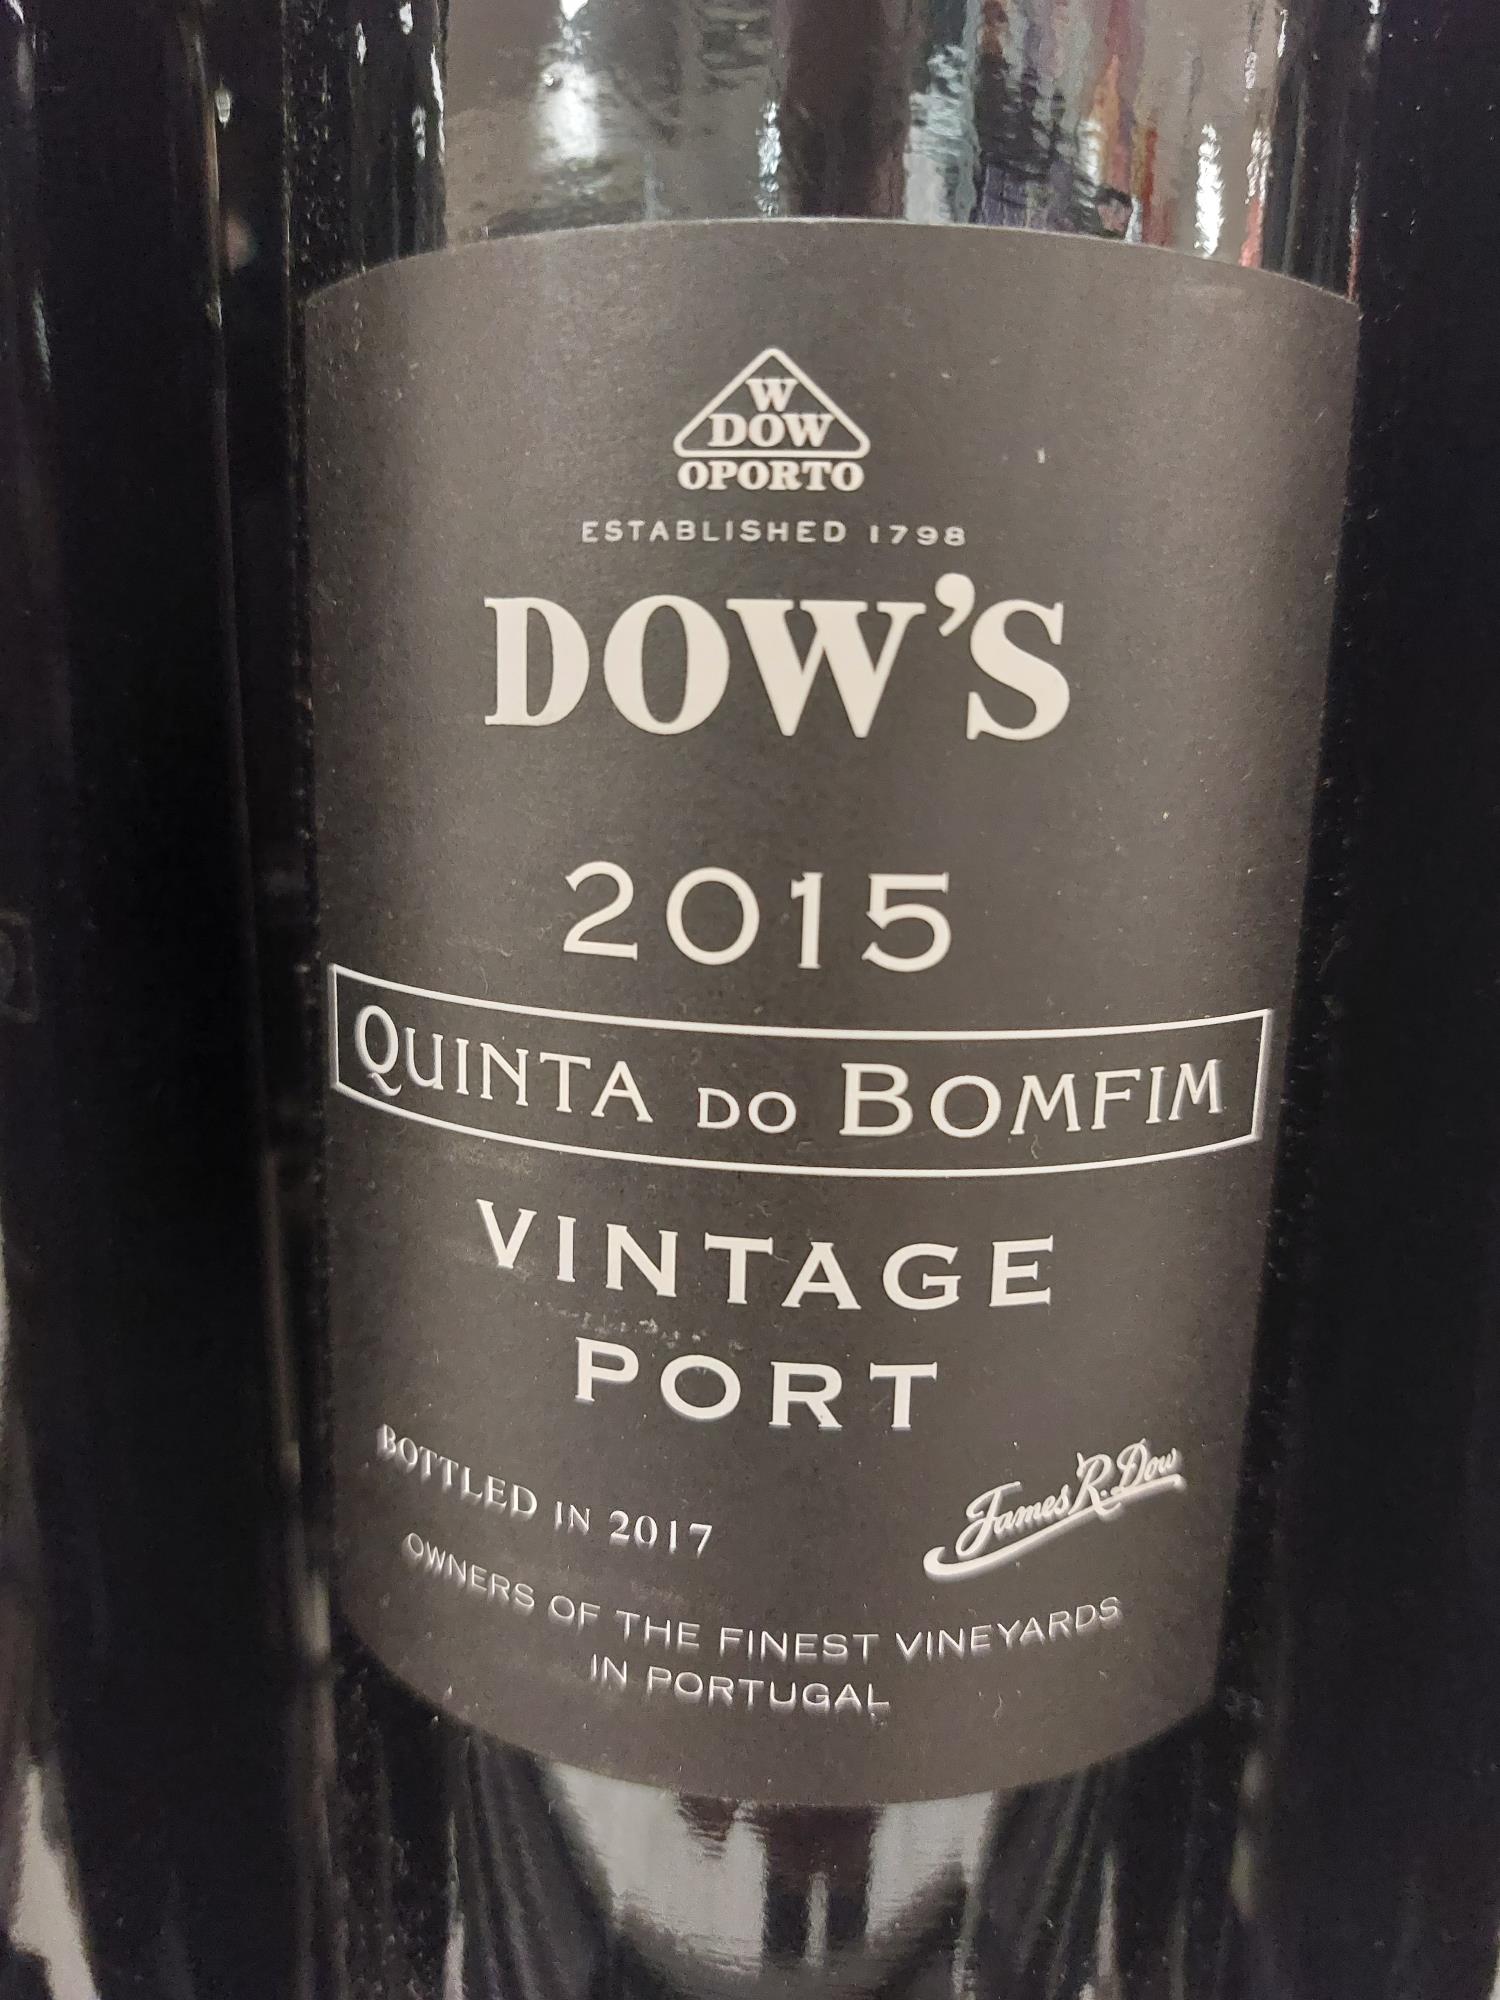 W
DOW
OPORTO
ESTABLISHED 1798
DOW'S
2015
QUINTA DO BOMFIM
VINTAGE
PORT
BOTTLED IN 2017
James R. Dow
OWNERS OF THE FINEST VINEYARDS
IN PORTUGAL